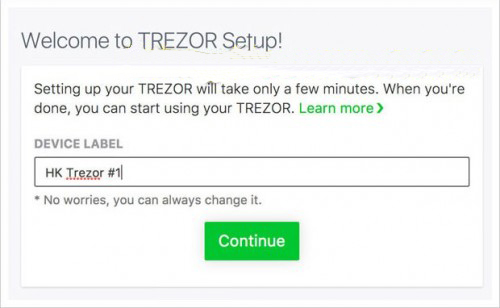 Welcome to TREZOR Setup!
Setting up your TREZOR will take only a few minutes. When you're
done, you can start using your TREZOR. Learn more ❯
DEVICE LABEL
HK Trezor #1
* No worries, you can always change it.
Continue